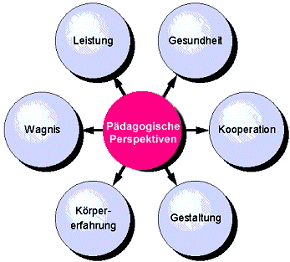 Leistung
Gesundheit
Wagnis
Pädagogische
Perspektiven
Kooperation
Körper-
erfahrung
Gestaltung